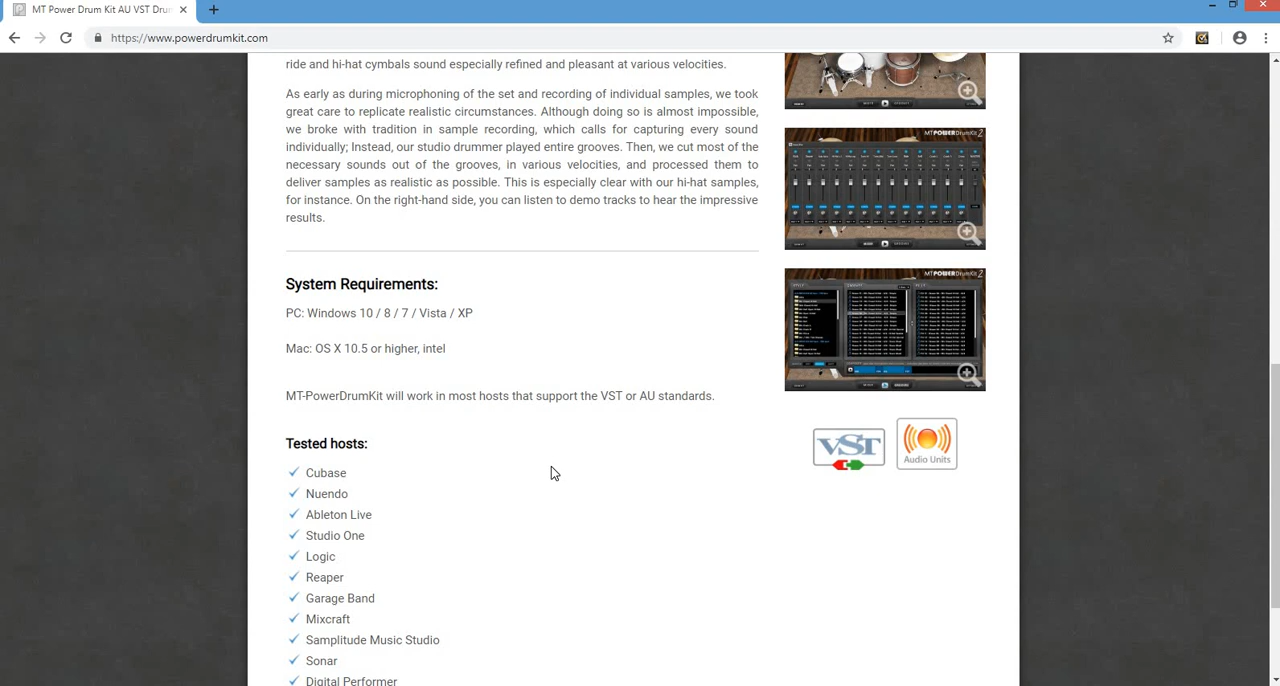 MT Power Drum Kit AU VST Drun
https://www.powerdrumkit.com
ride and hi-hat cymbals sound especially refined and pleasant at various velocities.
As early as during microphoning of the set and recording of individual samples, we took
great care to replicate realistic circumstances. Although doing so is almost impossible,
we broke with tradition in sample recording, which calls for capturing every sound
individually; Instead, our studio drummer played entire grooves. Then, we cut most of the
necessary sounds out of the grooves, in various velocities, and processed them to
deliver samples as realistic as possible. This is especially clear with our hi-hat samples,
for instance. On the right-hand side, you can listen to demo tracks to hear the impressive
results.
System Requirements:
PC: Windows 10 / 8 / 7 / Vista / XP
Mac: OS X 10.5 or higher, intel
MT-PowerDrumKit will work in most hosts that support the VST or AU standards.
Tested hosts:
Cubase
Nuendo
Ableton Live
Studio One
Logic
Reaper
Garage Band
Mixcraft
Samplitude Music Studio
Sonar
Digital Performer
MTPOWERDrumKit 2
MTPOWERDrumKit 2
VST
Audio Units